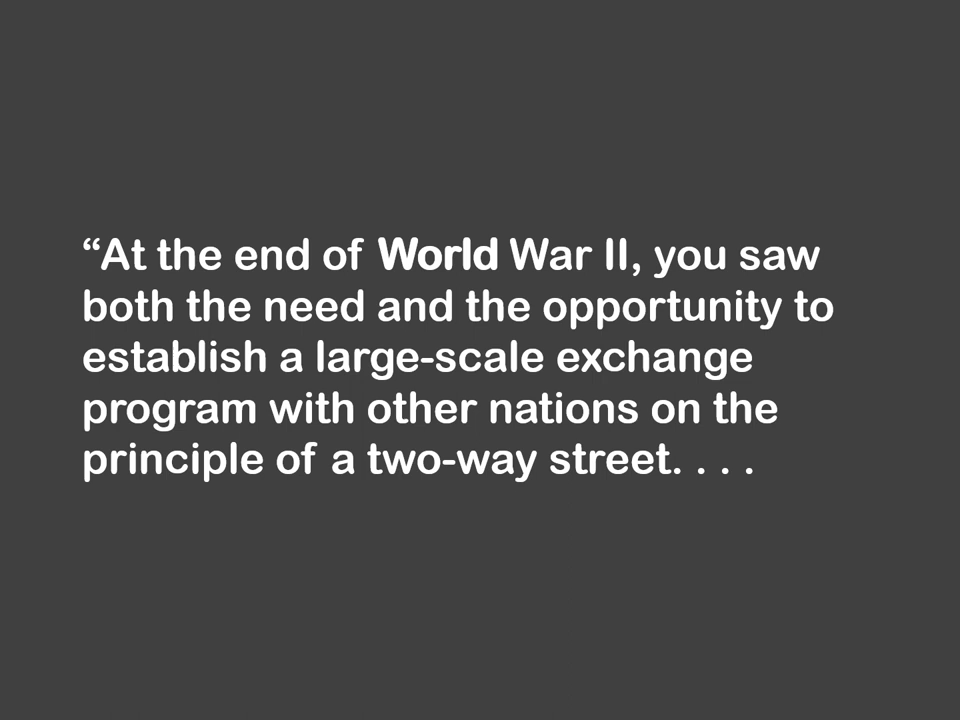 “At the end of World War II, you saw
both the need and the opportunity to
establish a large-scale exchange
program with other nations on the
principle of a two-way street. . . .